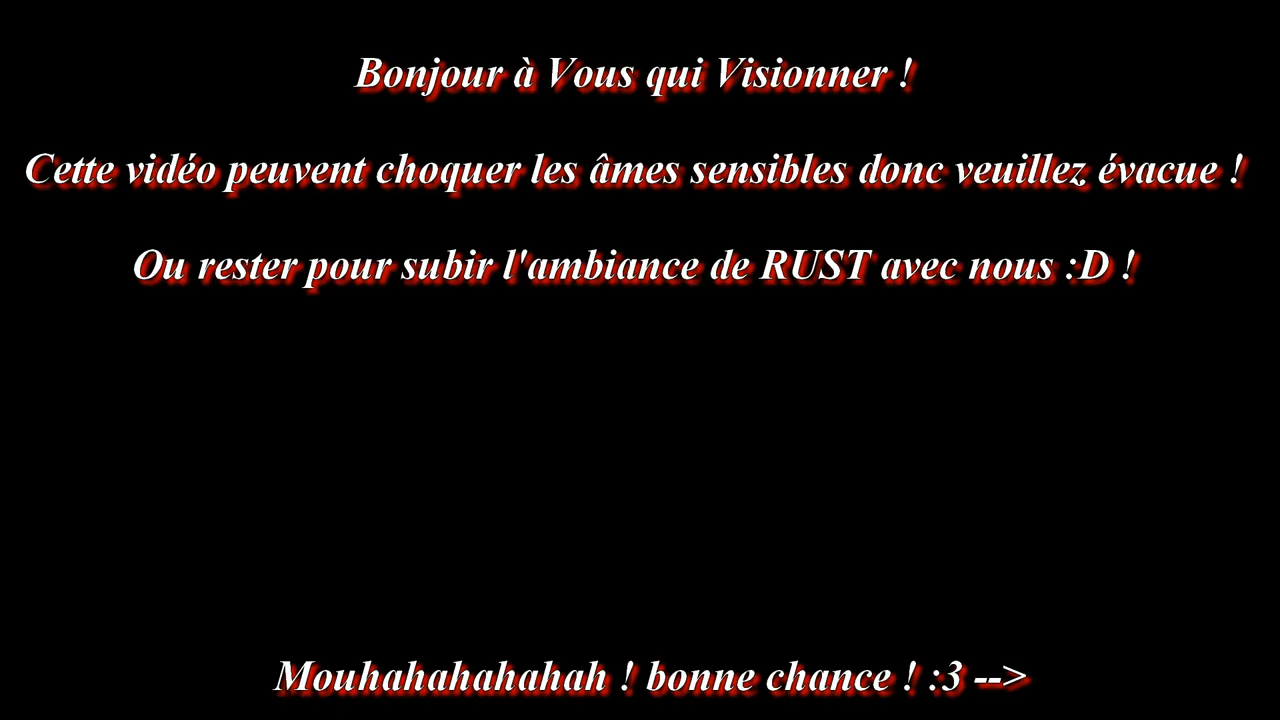 Bonjour à Vous qui Visionner !
Cette vidéo peuvent choquer les âmes sensibles donc veuillez évacue !
Ou rester pour subir l'ambiance de RUST avec nous :D !
Mouhahahahahah ! bonne chance ! :3 -->